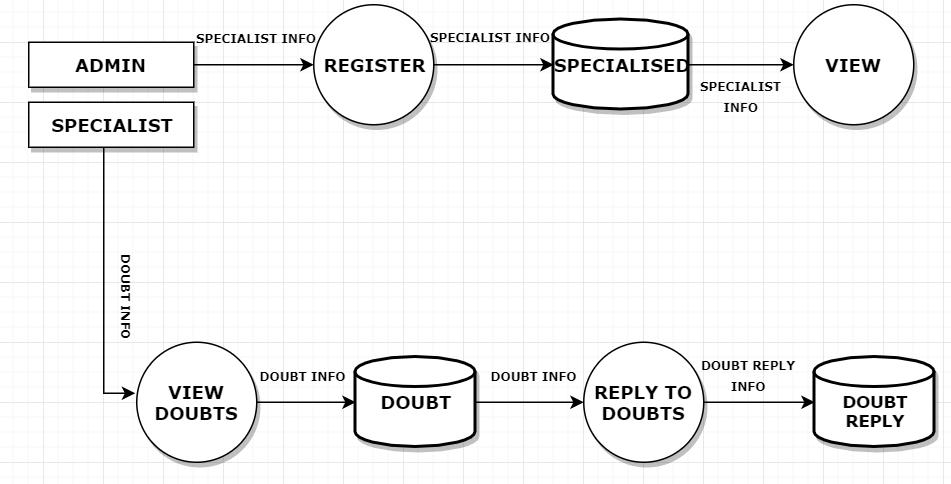 SPECIALIST INFO
SPECIALIST INFO
ADMIN
REGISTER
SPECIALISED
VIEW
SPECIALIST
INFO
SPECIALIST
DOUBT INFO
VIEW
DOUBTS
DOUBT INFO
DOUBT
DOUBT INFO
REPLY TO
DOUBTS
DOUBT REPLY
INFO
DOUBT
REPLY